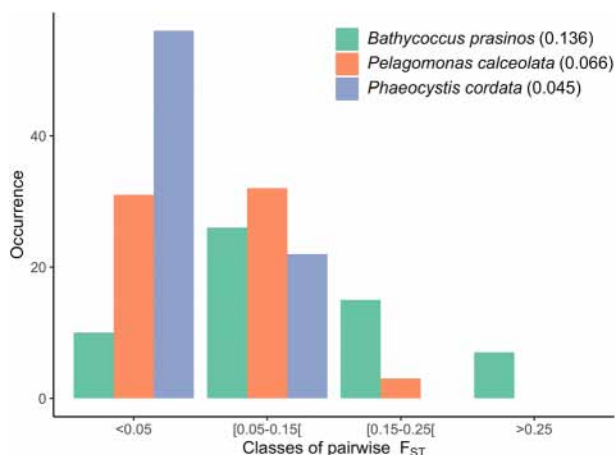 Bathycoccus prasinos (0.136)
Pelagomonas calceolata (0.066)
Phaeocystis cordata (0.045)
Occurrence
40
20
0
<0.05
[0.05-0.15[
[0.15-0.25[
>0.25
Classes of pairwise FST